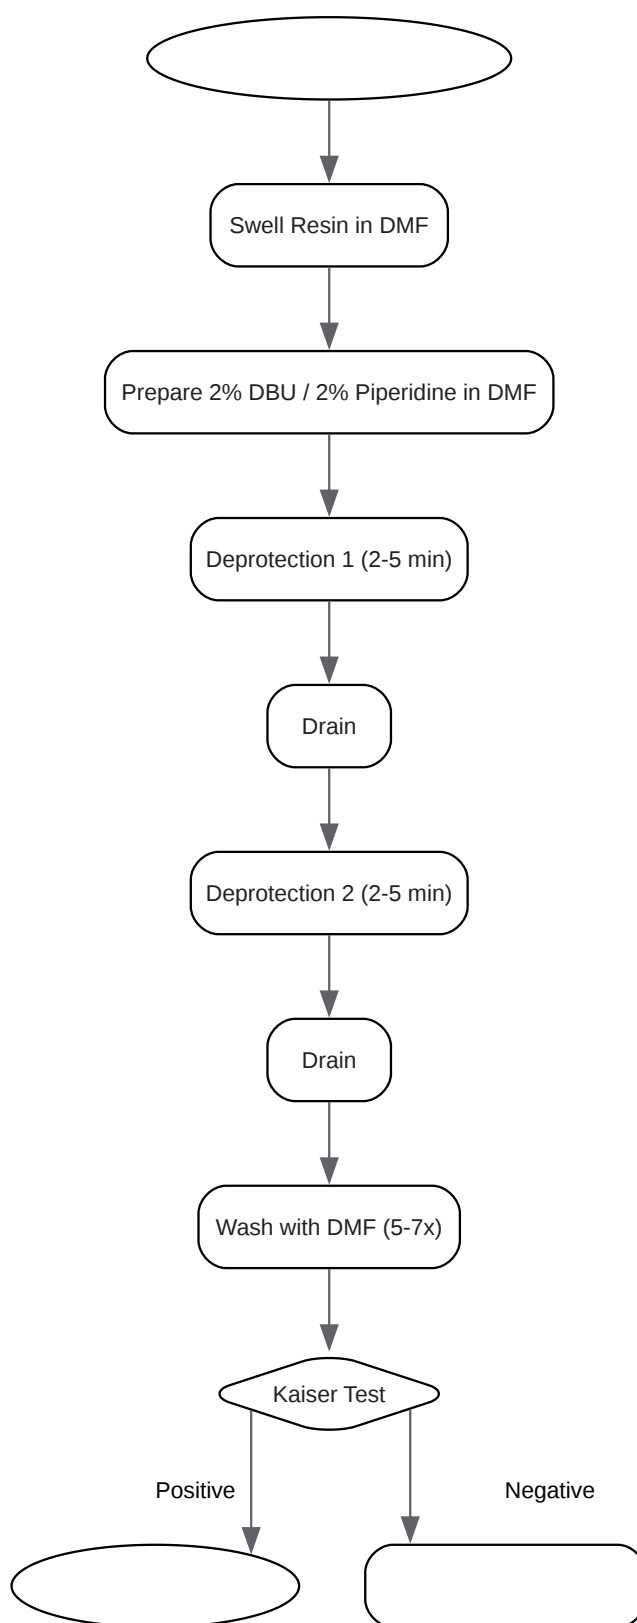 Swell Resin in DMF
Prepare 2% DBU / 2% Piperidine in DMF
Deprotection 1 (2-5 min)
Drain
Deprotection 2 (2-5 min)
Drain
Wash with DMF (5-7x)
Kaiser Test
Positive
Negative